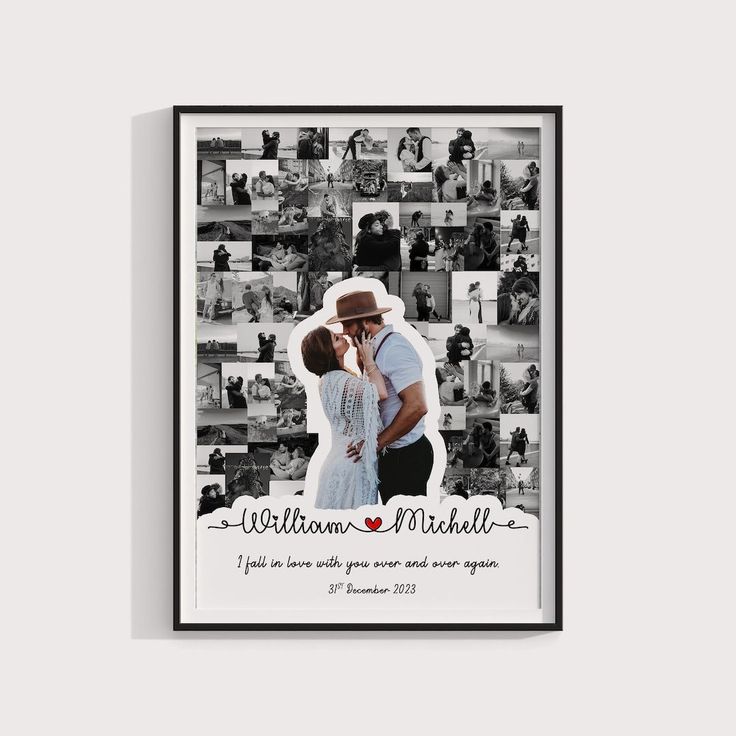 William ❤ Michell
I fall in love with you over and over again.
31ST December 2023